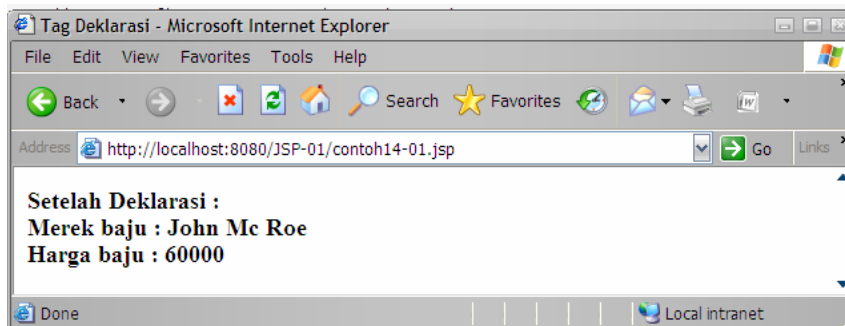 Tag Deklarasi - Microsoft Internet Explorer
File Edit View Favorites Tools Help
Back Search Favorites W
Address http://localhost:8080/JSP-01/contoh14-01.jsp Go Links
Setelah Deklarasi :
Merek baju : John Mc Roe
Harga baju : 60000
Done Local intranet